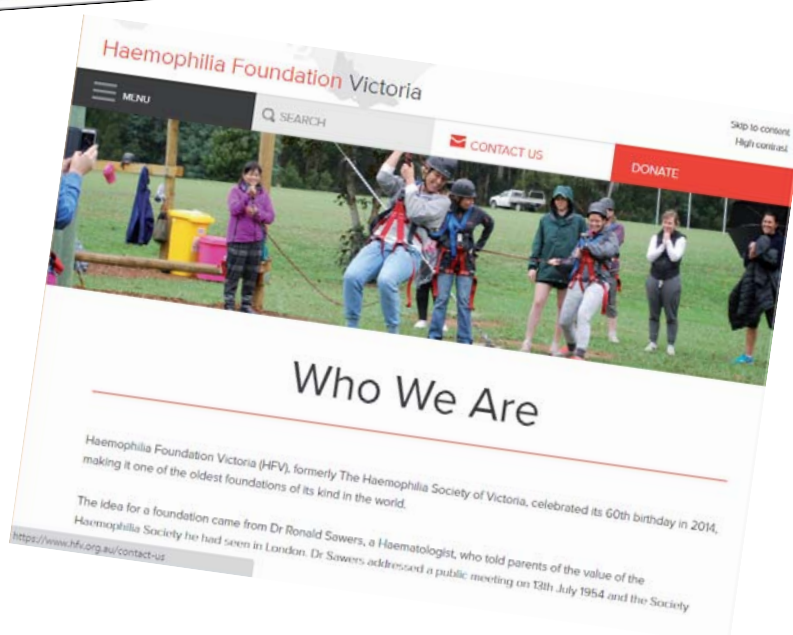 Haemophilia Foundation Victoria
Skip to content
High contrast
MENU
SEARCH
CONTACT US
DONATE
Who We Are
Haemophilia Foundation Victoria (HFV), formerly The Haemophilia Society of Victoria, celebrated its 60th birthday in 2014,
making it one of the oldest foundations of its kind in the world.
The idea for a foundation came from Dr Ronald Sawers, a Haematologist, who told parents of the value of the
Haemophilia Society he had seen in London. Dr Sawers addressed a public meeting on 13th July 1954 and the Society
https://www.hfv.org.au/contact-us